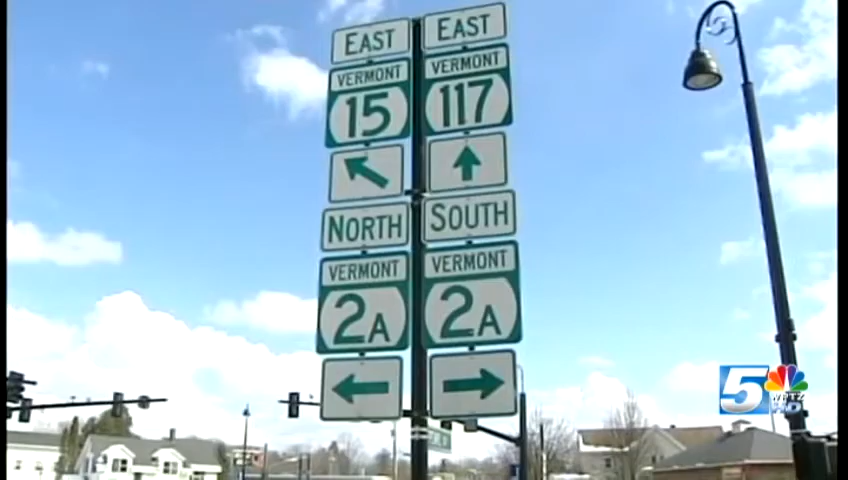 EAST
VERMONT
15
NORTH
VERMONT
2A
EAST
VERMONT
117
SOUTH
VERMONT
2A
5
WPTZ
HD